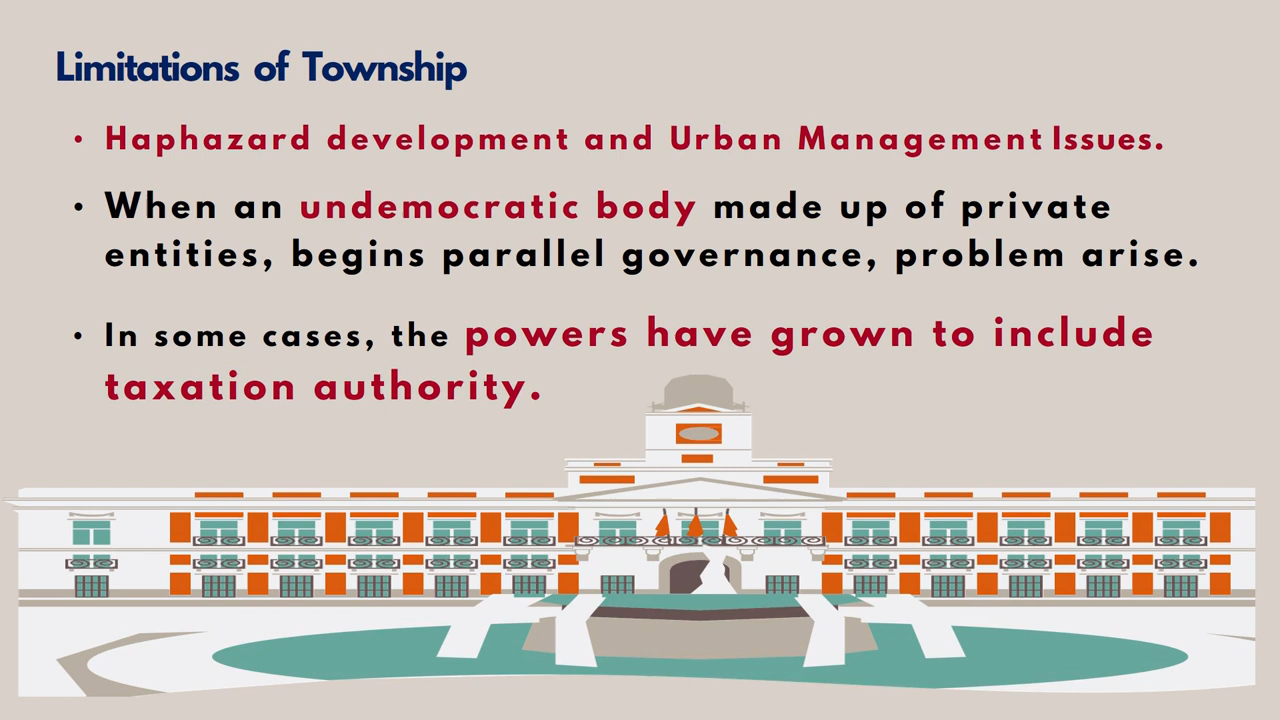 Limitations of Township
• Haphazard development and Urban Management Issues.
• When an undemocratic body made up of private
entities, begins parallel governance, problem arise.
• In some cases, the powers have grown to include
taxation authority.